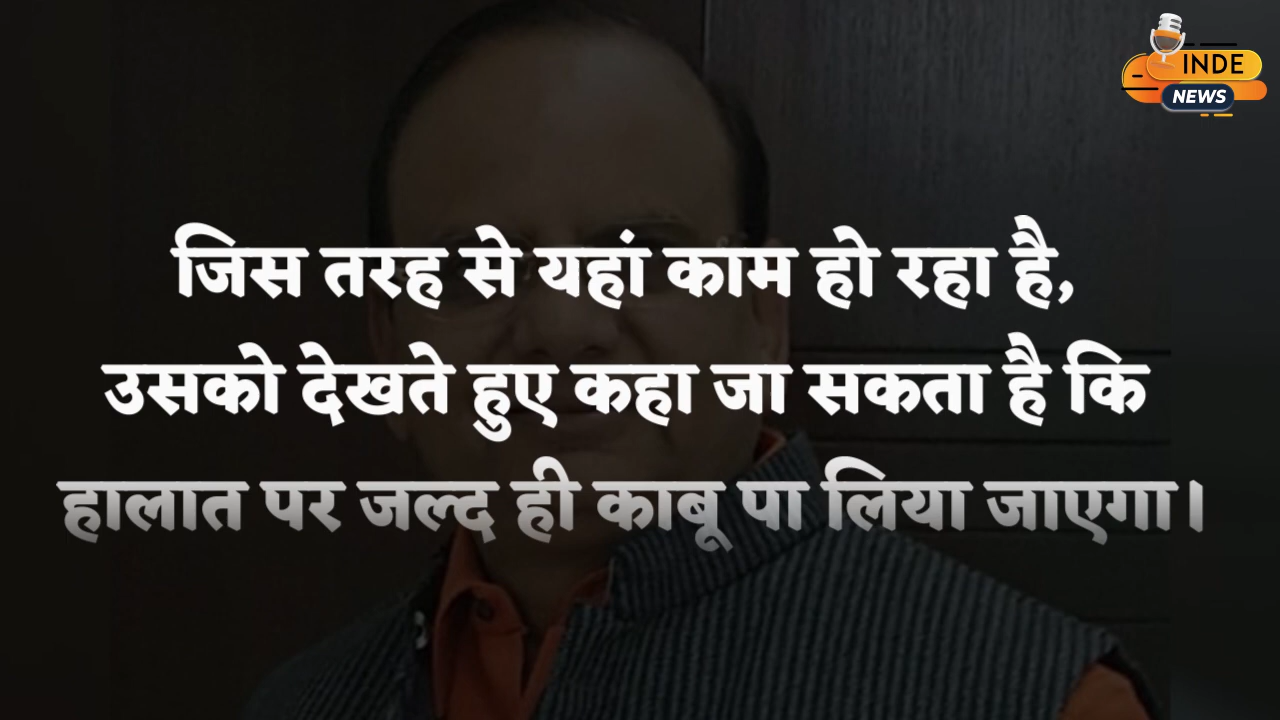 INDE
NEWS
जिस तरह से यहां काम हो रहा है,
उसको देखते हुए कहा जा सकता है कि
हालात पर जल्द ही काबू पा लिया जाएगा।